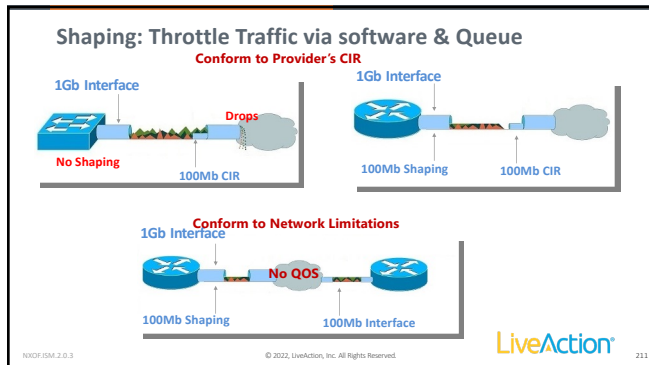 Shaping: Throttle Traffic via software & Queue
Conform to Provider's CIR
1Gb Interface
Drops
No Shaping
100Mb CIR
1Gb Interface
100Mb Shaping
100Mb CIR
Conform to Network Limitations
1Gb Interface
No QOS
100Mb Shaping
100Mb Interface
NXOF.ISM.2.0.3
© 2022, LiveAction, Inc. All Rights Reserved.
LiveAction®
211